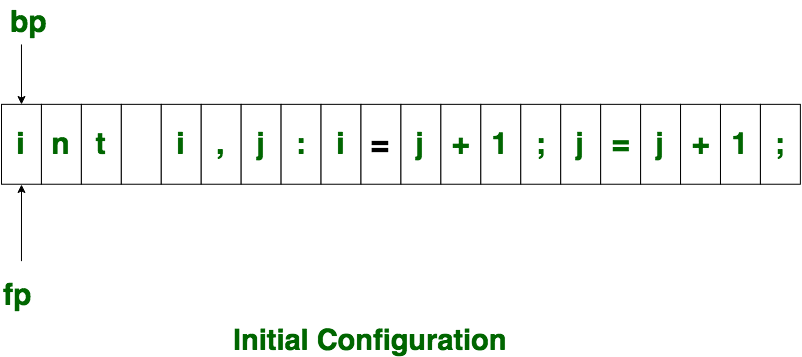 bp
i n t i , j : i = j + 1 ; j = j + 1 ;
fp
Initial Configuration